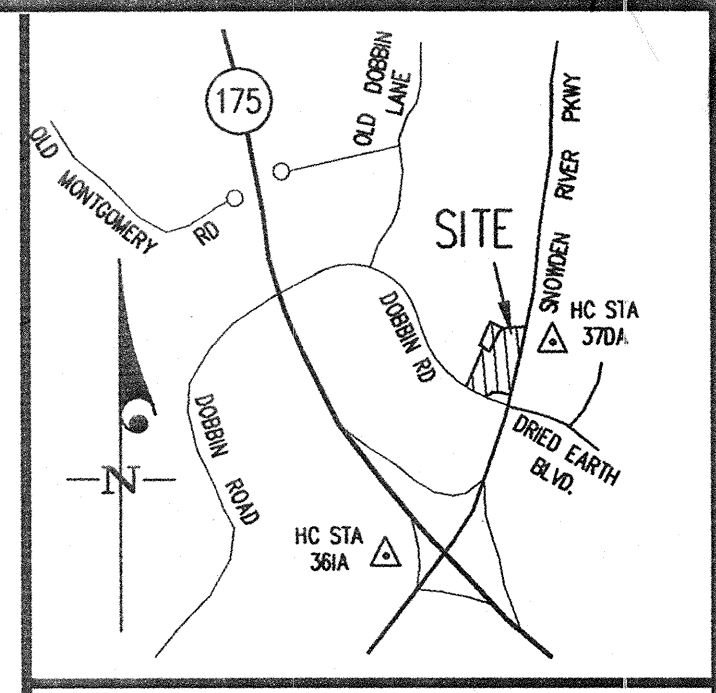 175
OLD DOBBIN
LANE
OLD MONTGOMERY
RD
SNOWDEN RIVER PKWY
SITE
HC STA
37DA
DOBBIN RD
DOBBIN ROAD
DRIED EARTH
BLVD.
N
HC STA
361A